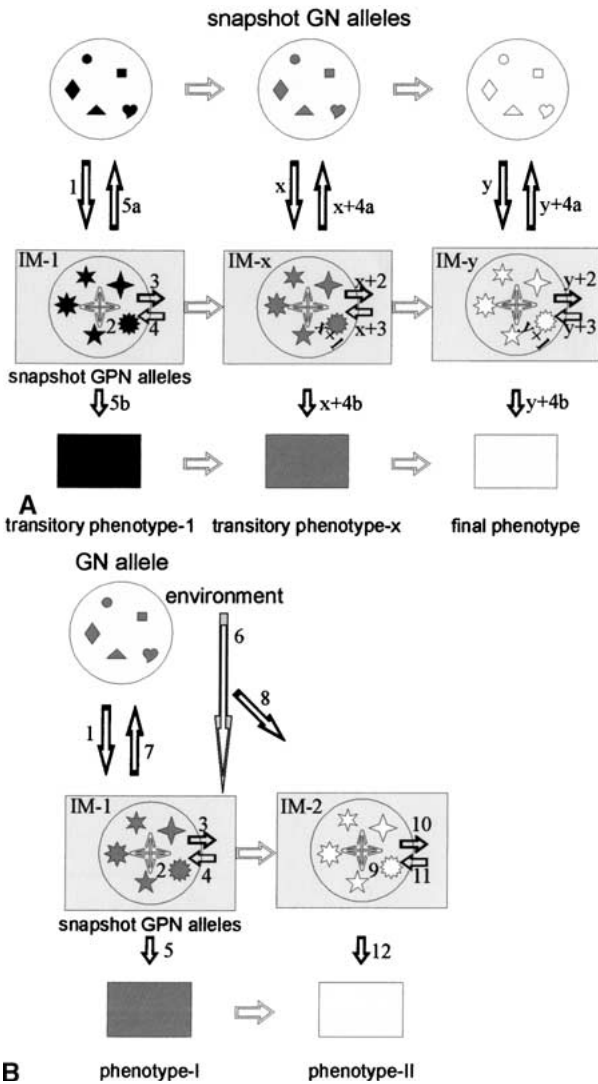 snapshot GN alleles
1 5a x x+4a y y+4a
IM-1 IM-x IM-y
3 x+2 y+2
2 4 x+3 y+3
snapshot GPN alleles
5b x+4b y+4b
A
transitory phenotype-1 transitory phenotype-x final phenotype
GN allele
environment
6
8
1 7
IM-1 IM-2
3 10
2 4 9 11
snapshot GPN alleles
5 12
B
phenotype-I phenotype-II